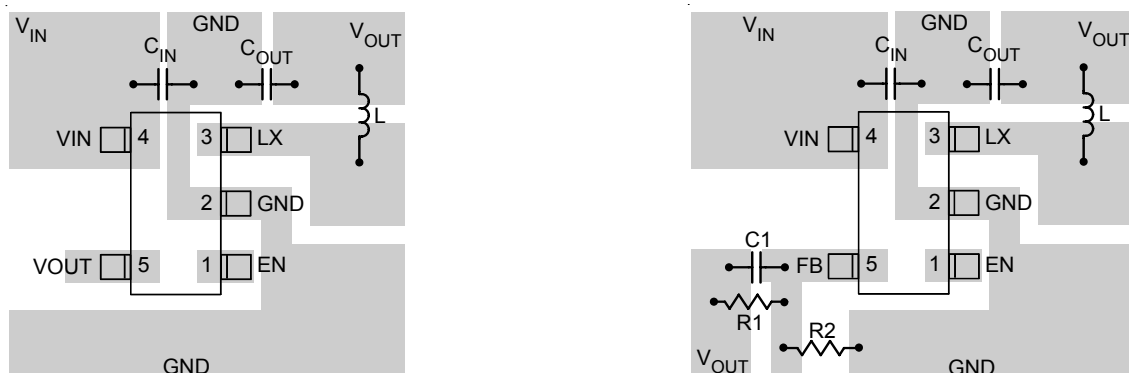 VIN GND VOUT
CIN COUT
L
VIN 4 3 LX
2 GND
VOUT 5 1 EN
GND
VIN GND VOUT
CIN COUT
L
VIN 4 3 LX
2 GND
C1
FB 5 1 EN
R1
R2
VOUT GND